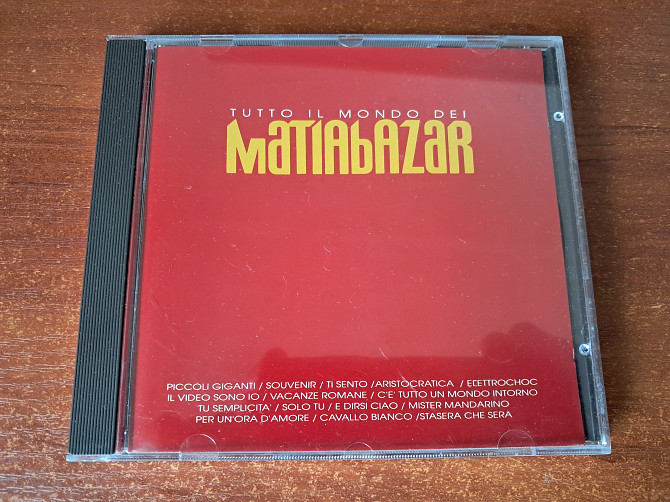 TUTTO IL MONDO DEI
MATIABAZAR
PICCOLI GIGANTI / SOUVENIR / TI SENTO /ARISTOCRATICA / ELETTROCHOC
IL VIDEO SONO IO / VACANZE ROMANE / C'E' TUTTO UN MONDO INTORNO
TU SEMPLICITA' / SOLO TU / E DIRSI CIAO / MISTER MANDARINO
PER UN'ORA D'AMORE / CAVALLO BIANCO /STASERA CHE SERA